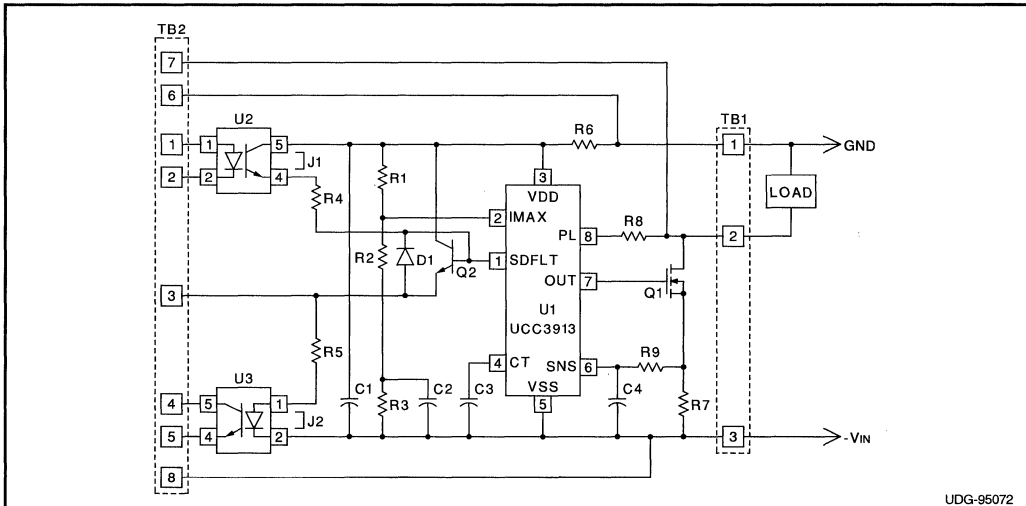 TB2
7
6
U2
1
1
5
J1
2
2
4
R4
R1
R6
TB1
1
GND
LOAD
3
VDD
2
IMAX
PL
8
R8
2
R2
D1
Q2
1
SDFLT
OUT
7
Q1
U1
UCC3913
3
R5
4
CT
SNS
6
R9
U3
C1
C2
C3
VSS
5
C4
R7
4
5
1
J2
R3
5
4
2
3
-VIN
8
UDG-95072